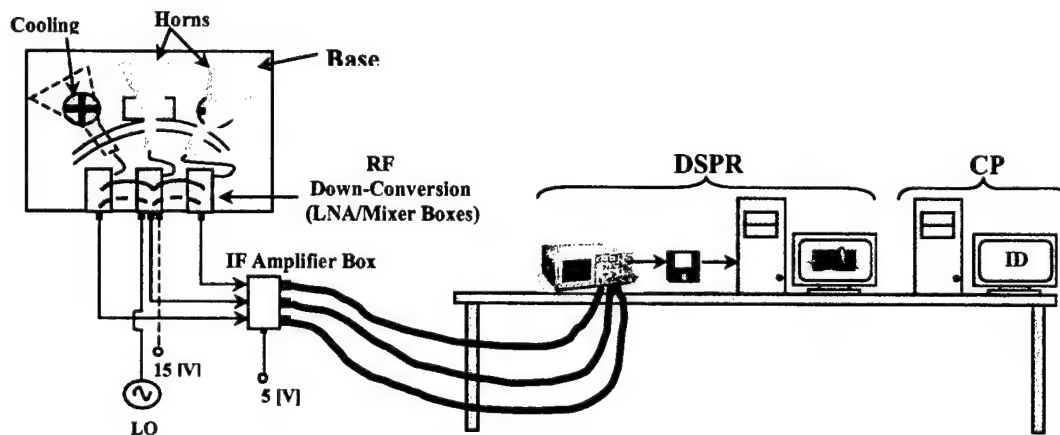 Horns
Cooling
Base
RF
Down-Conversion
(LNA/Mixer Boxes)
DSPR
CP
IF Amplifier Box
ID
15 [V]
5 [V]
LO